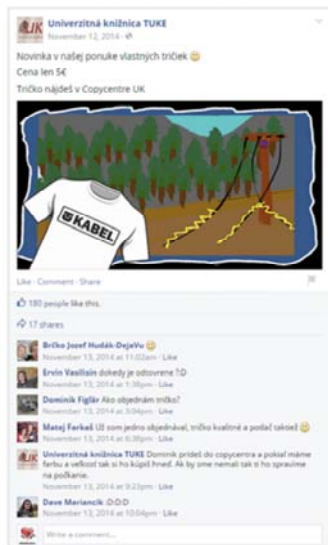 Univerzitná knižnica TUKE
November 12, 2014 ·
Novinka v našej ponuke vlastných tričiek
Cena len 5€
Tričko nájdeš v Copycentre UK
KABEL
Like · Comment · Share
180 people like this.
17 shares
Brčko Jozef Hudák-DejaVu
November 13, 2014 at 11:02am · Like
Ervin Vasilisin dokedy je odtovrene ?:D
November 13, 2014 at 1:38pm · Like
Dominik Figlár Ako objednám tričko?
November 13, 2014 at 3:04pm · Like
Matej Farkaš Už som jedno objednával, tričko kvalitné a potlač taktiež
November 13, 2014 at 6:38pm · Like
Univerzitná knižnica TUKE Dominik prídeš do copycentra a pokiaľ máme
farbu a veľkosť tak si ho kúpiš hneď. Ak by sme nemali tak ti ho spravíme
na počkanie.
November 13, 2014 at 9:23pm · Like
Dave Mariancik :D:D:D
November 13, 2014 at 10:04pm · Like
Write a comment...